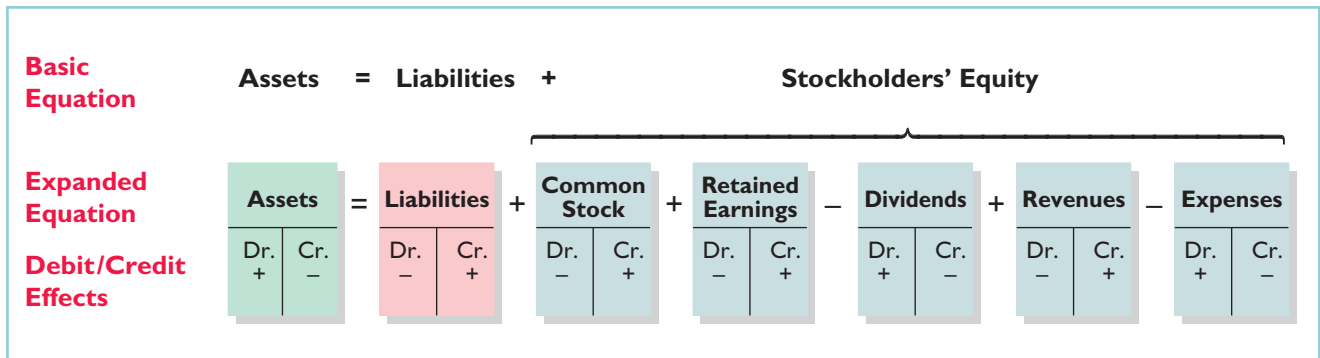 Basic Equation
Assets = Liabilities + Stockholders’ Equity
Expanded Equation
Assets = Liabilities + Common Stock + Retained Earnings – Dividends + Revenues – Expenses
Debit/Credit Effects
Dr. Cr. Dr. Cr. Dr. Cr. Dr. Cr. Dr. Cr. Dr. Cr. Dr. Cr.
+ – – + – + – + + – – + + –